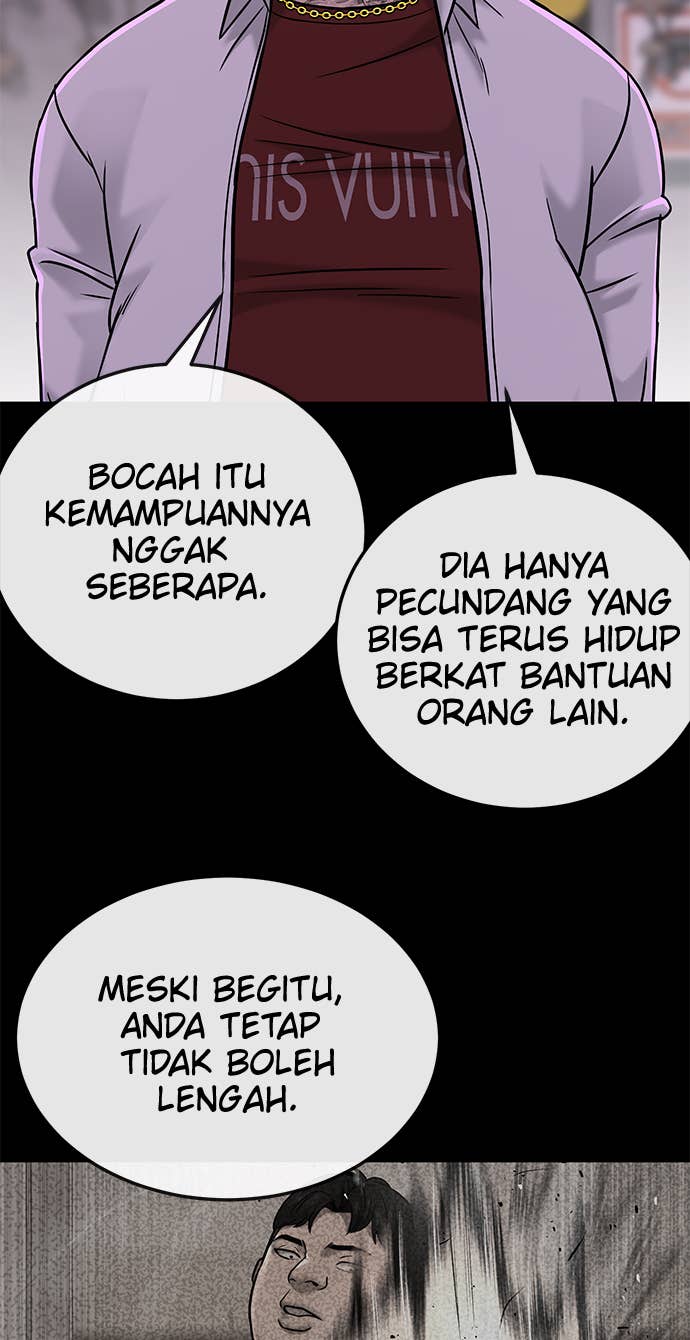 NIS VUITTO
BOCAH ITU
KEMAMPUANNYA
NGGAK
SEBERAPA.
DIA HANYA
PECUNDANG YANG
BISA TERUS HIDUP
BERKAT BANTUAN
ORANG LAIN.
MESKI BEGITU,
ANDA TETAP
TIDAK BOLEH
LENGAH.